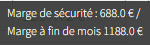 Marge de sécurité : 688.0 € /
Marge à fin de mois 1188.0 €